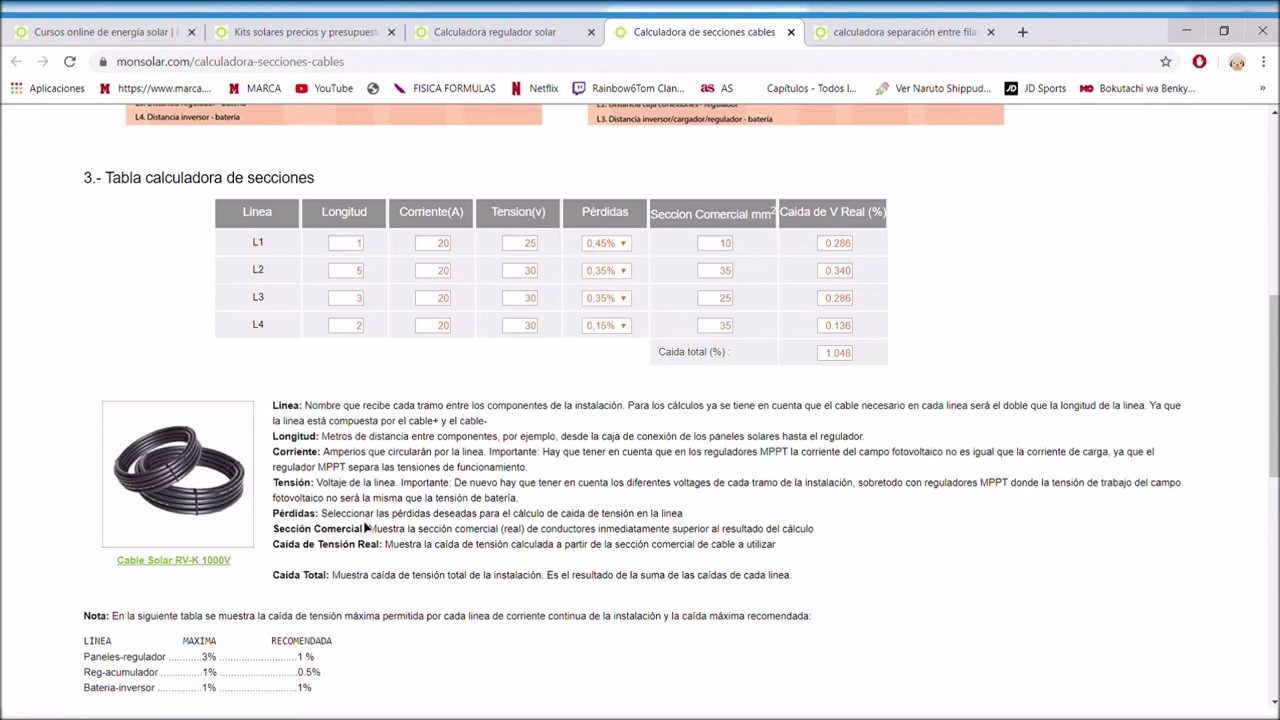 Cursos online de energía solar |
Kits solares precios y presupuest
Calculadora regulador solar
Calculadora de secciones cables
calculadora separación entre filas
monsolar.com/calculadora-secciones-cables
Aplicaciones
https://www.marca....
MARCA
YouTube
FISICA FORMULAS
Netflix
Rainbow6Tom Clan...
AS
Capítulos - Todos l...
Ver Naruto Shippud...
JD Sports
Bokutachi wa Benky...
»
L4. Distancia inversor - batería
L3. Distancia inversor/cargador/regulador - batería
3.- Tabla calculadora de secciones
Linea Longitud Corriente(A) Tension(v) Pérdidas Seccion Comercial mm2 Caida de V Real (%)
L1 1 20 25 0,45% 10 0.286
L2 5 20 30 0,35% 35 0.340
L3 3 20 30 0,35% 25 0.286
L4 2 20 30 0,15% 35 0.136
Caida total (%) : 1.048
Linea: Nombre que recibe cada tramo entre los componentes de la instalación. Para los cálculos ya se tiene en cuenta que el cable necesario en cada linea será el doble que la longitud de la linea. Ya que
la linea está compuesta por el cable+ y el cable-
Longitud: Metros de distancia entre componentes, por ejemplo, desde la caja de conexión de los paneles solares hasta el regulador.
Corriente: Amperios que circularán por la linea. Importante: Hay que tener en cuenta que en los reguladores MPPT la corriente del campo fotovoltaico no es igual que la corriente de carga, ya que el
regulador MPPT separa las tensiones de funcionamiento.
Tensión: Voltaje de la linea. Importante: De nuevo hay que tener en cuenta los diferentes voltages de cada tramo de la instalación, sobretodo con reguladores MPPT donde la tensión de trabajo del campo
fotovoltaico no será la misma que la tensión de batería.
Pérdidas: Seleccionar las pérdidas deseadas para el cálculo de caida de tensión en la linea
Sección Comercial Muestra la sección comercial (real) de conductores inmediatamente superior al resultado del cálculo
Caída de Tensión Real: Muestra la caída de tensión calculada a partir de la sección comercial de cable a utilizar
Caida Total: Muestra caída de tensión total de la instalación. Es el resultado de la suma de las caídas de cada linea.
Cable Solar RV-K 1000V
Nota: En la siguiente tabla se muestra la caída de tensión máxima permitida por cada linea de corriente continua de la instalación y la caída máxima recomendada:
LINEA MAXIMA RECOMENDADA
Paneles-regulador ...........3% .........................1 %
Reg-acumulador ..............1% .........................0.5%
Bateria-inversor ...............1% .........................1%